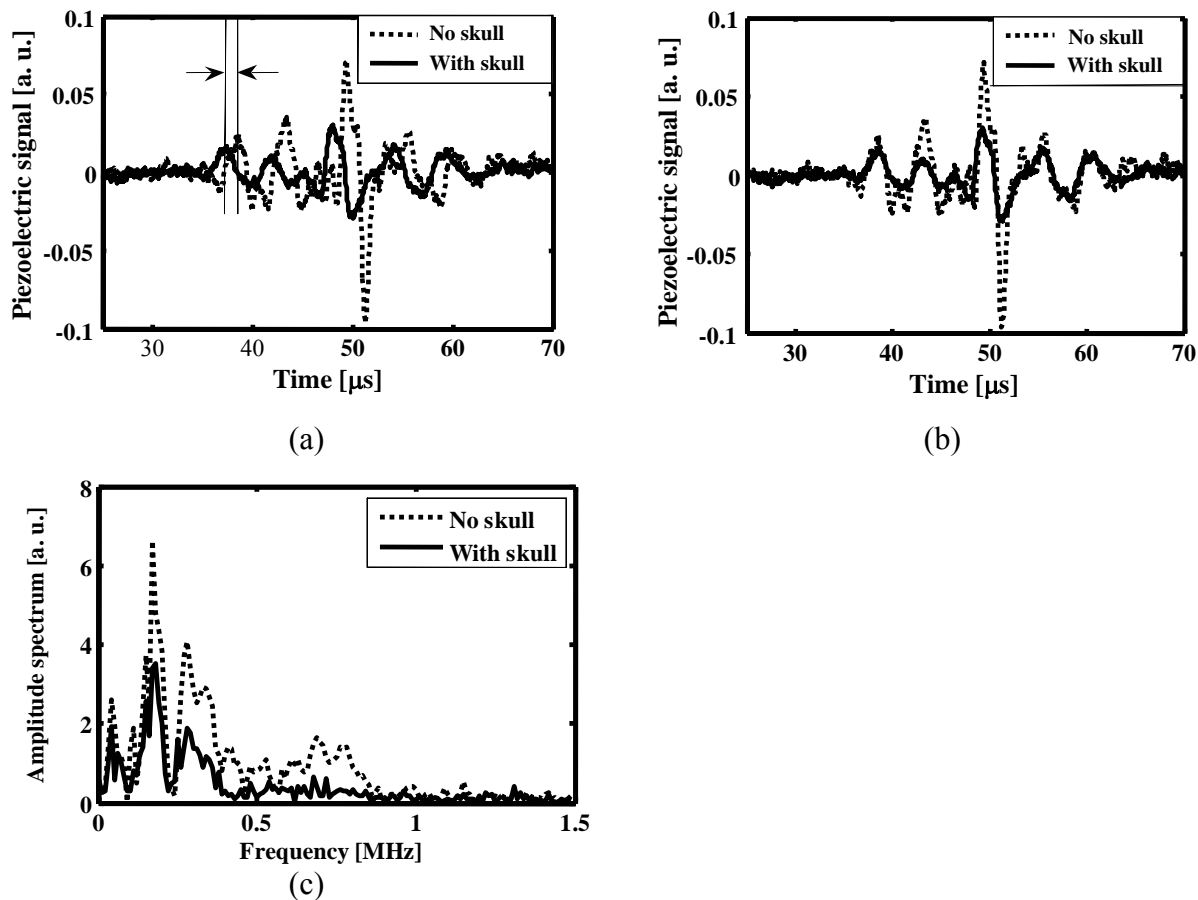 0.1
0.05
0
-0.05
-0.1
Piezoelectric signal [a. u.]
No skull
With skull
30 40 50 60 70
Time [μs]
(a)
0.1
0.05
0
-0.05
-0.1
Piezoelectric signal [a. u.]
No skull
With skull
30 40 50 60 70
Time [μs]
(b)
8
6
4
2
0
Amplitude spectrum [a. u.]
No skull
With skull
0 0.5 1 1.5
Frequency [MHz]
(c)